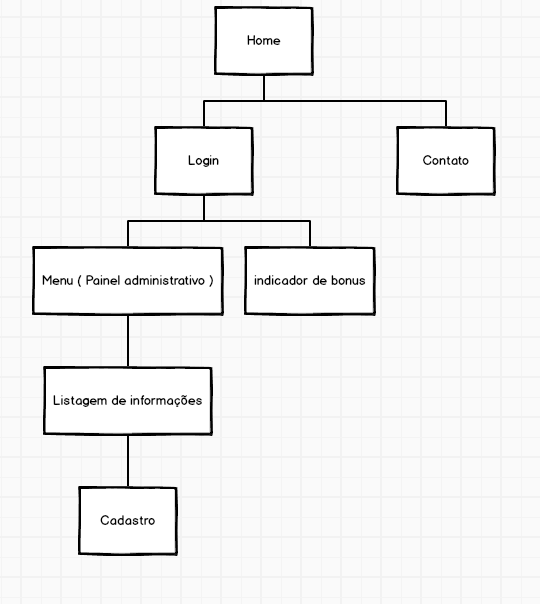 Home
Login
Contato
Menu ( Painel administrativo )
indicador de bonus
Listagem de informações
Cadastro